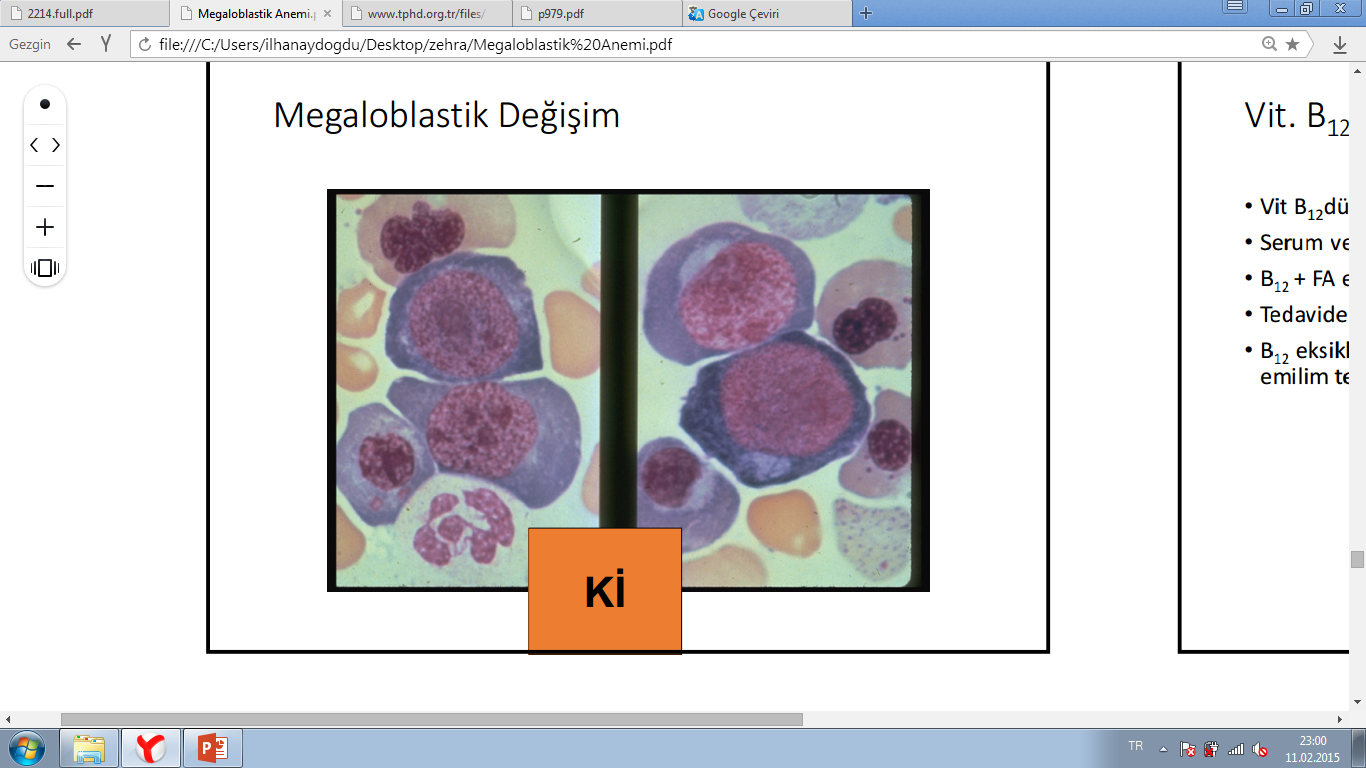 2214.full.pdf
Megaloblastik Anemi.p
www.tphd.org.tr/files/
p979.pdf
Google Çeviri
Gezgin
file:///C:/Users/ilhanaydogdu/Desktop/zehra/Megaloblastik%20Anemi.pdf
Megaloblastik Değişim
Kİ
Vit. B12
• Vit B12dü
• Serum ve
• B12 + FA e
• Tedavide
• B12 eksikl
emilim te
TR
23:00
11.02.2015